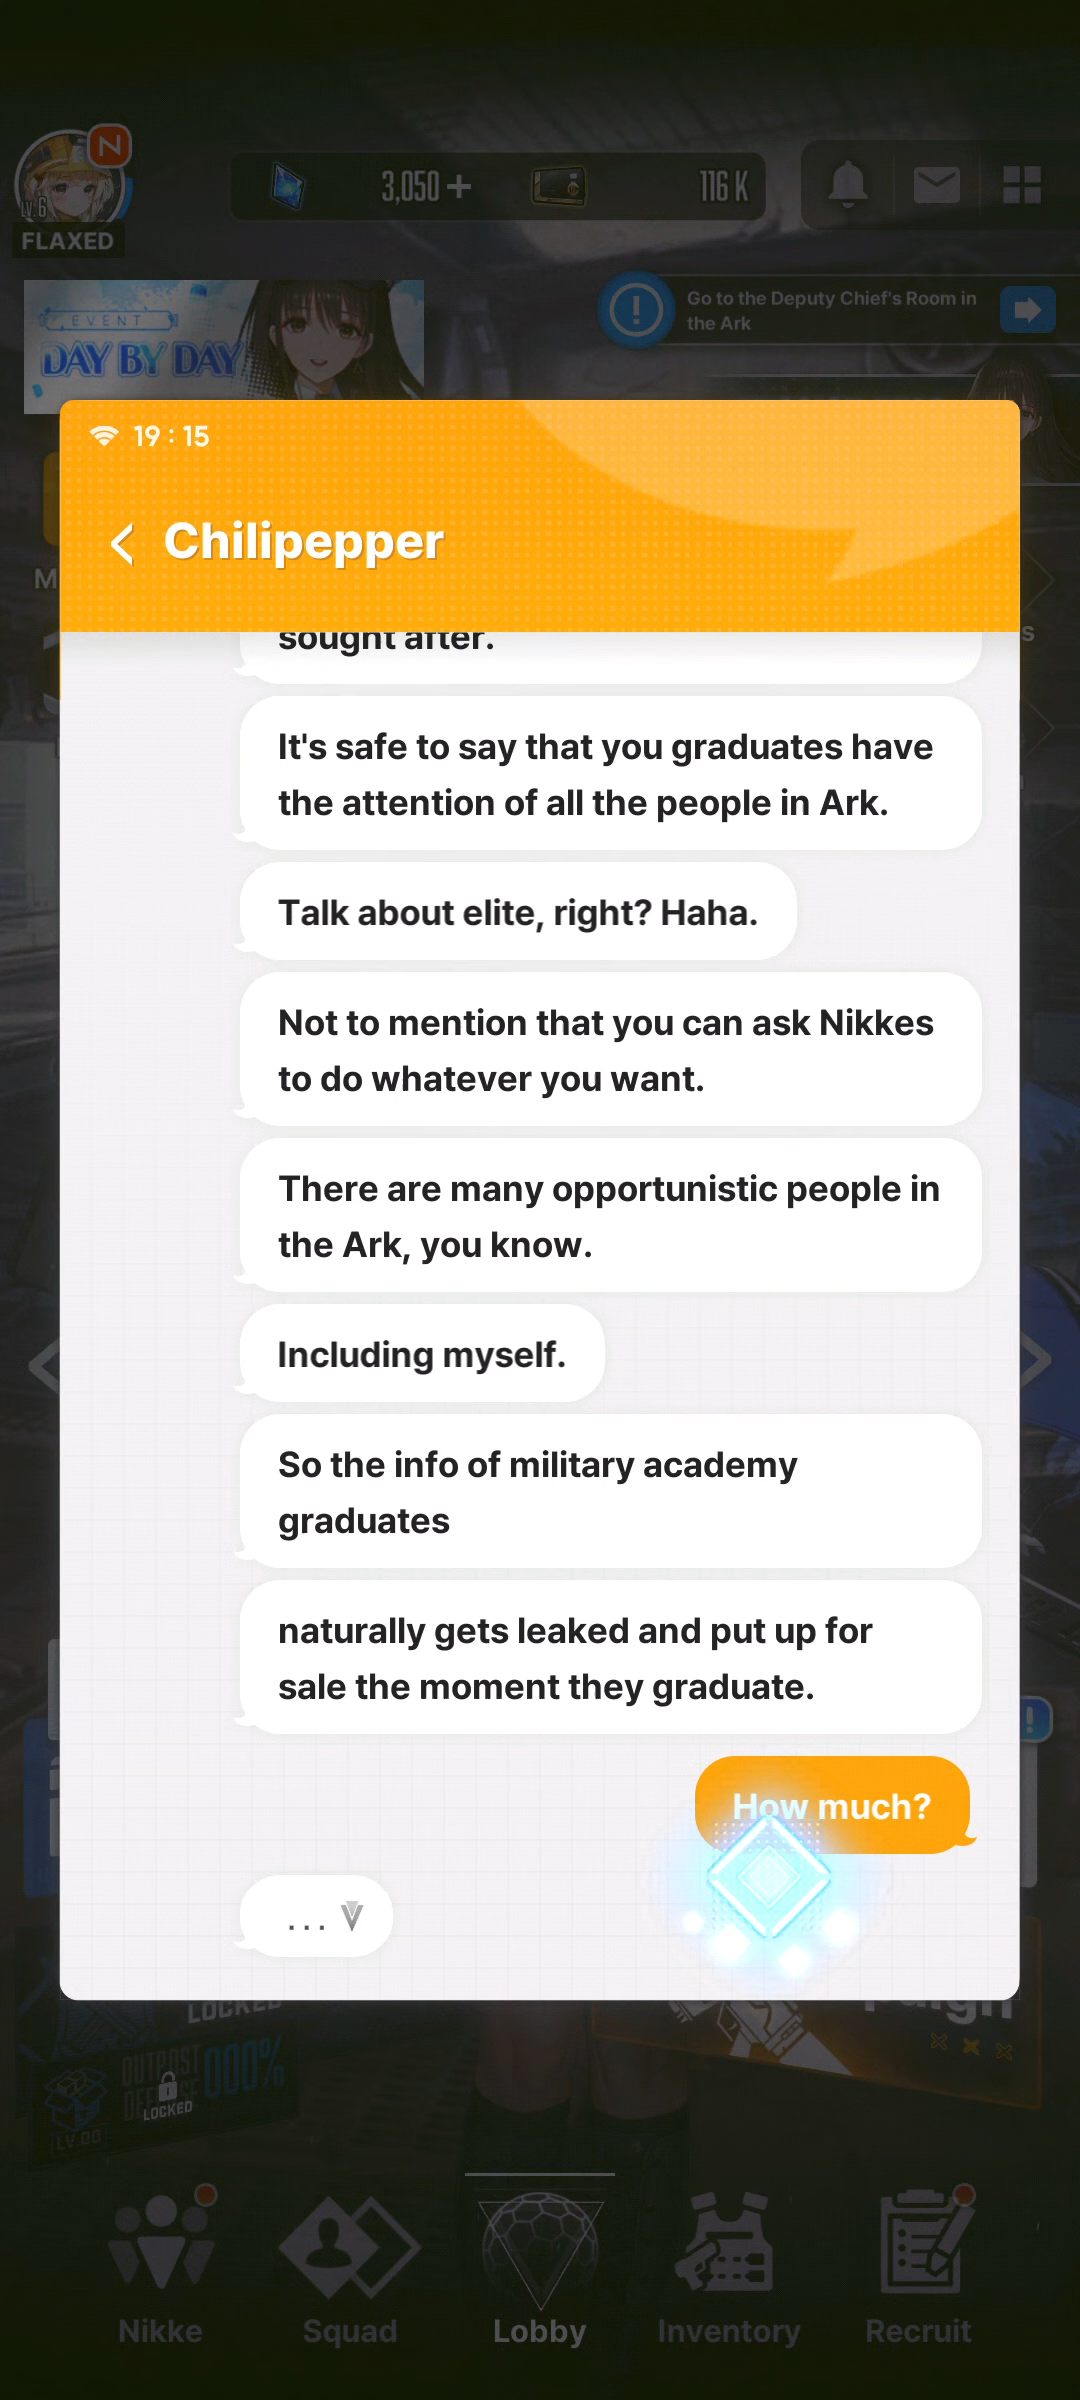 N
LV.6
FLAXED
3,050
116 K
EVENT
DAY BY DAY
Go to the Deputy Chief's Room in
the Ark
19 : 15
Chilipepper
sought after.
It's safe to say that you graduates have
the attention of all the people in Ark.
Talk about elite, right? Haha.
Not to mention that you can ask Nikkes
to do whatever you want.
There are many opportunistic people in
the Ark, you know.
Including myself.
So the info of military academy
graduates
naturally gets leaked and put up for
sale the moment they graduate.
How much?
...
LOCKED
OUTPOST
000%
LOCKED
LV.00
Nikke
Squad
Lobby
Inventory
Recruit